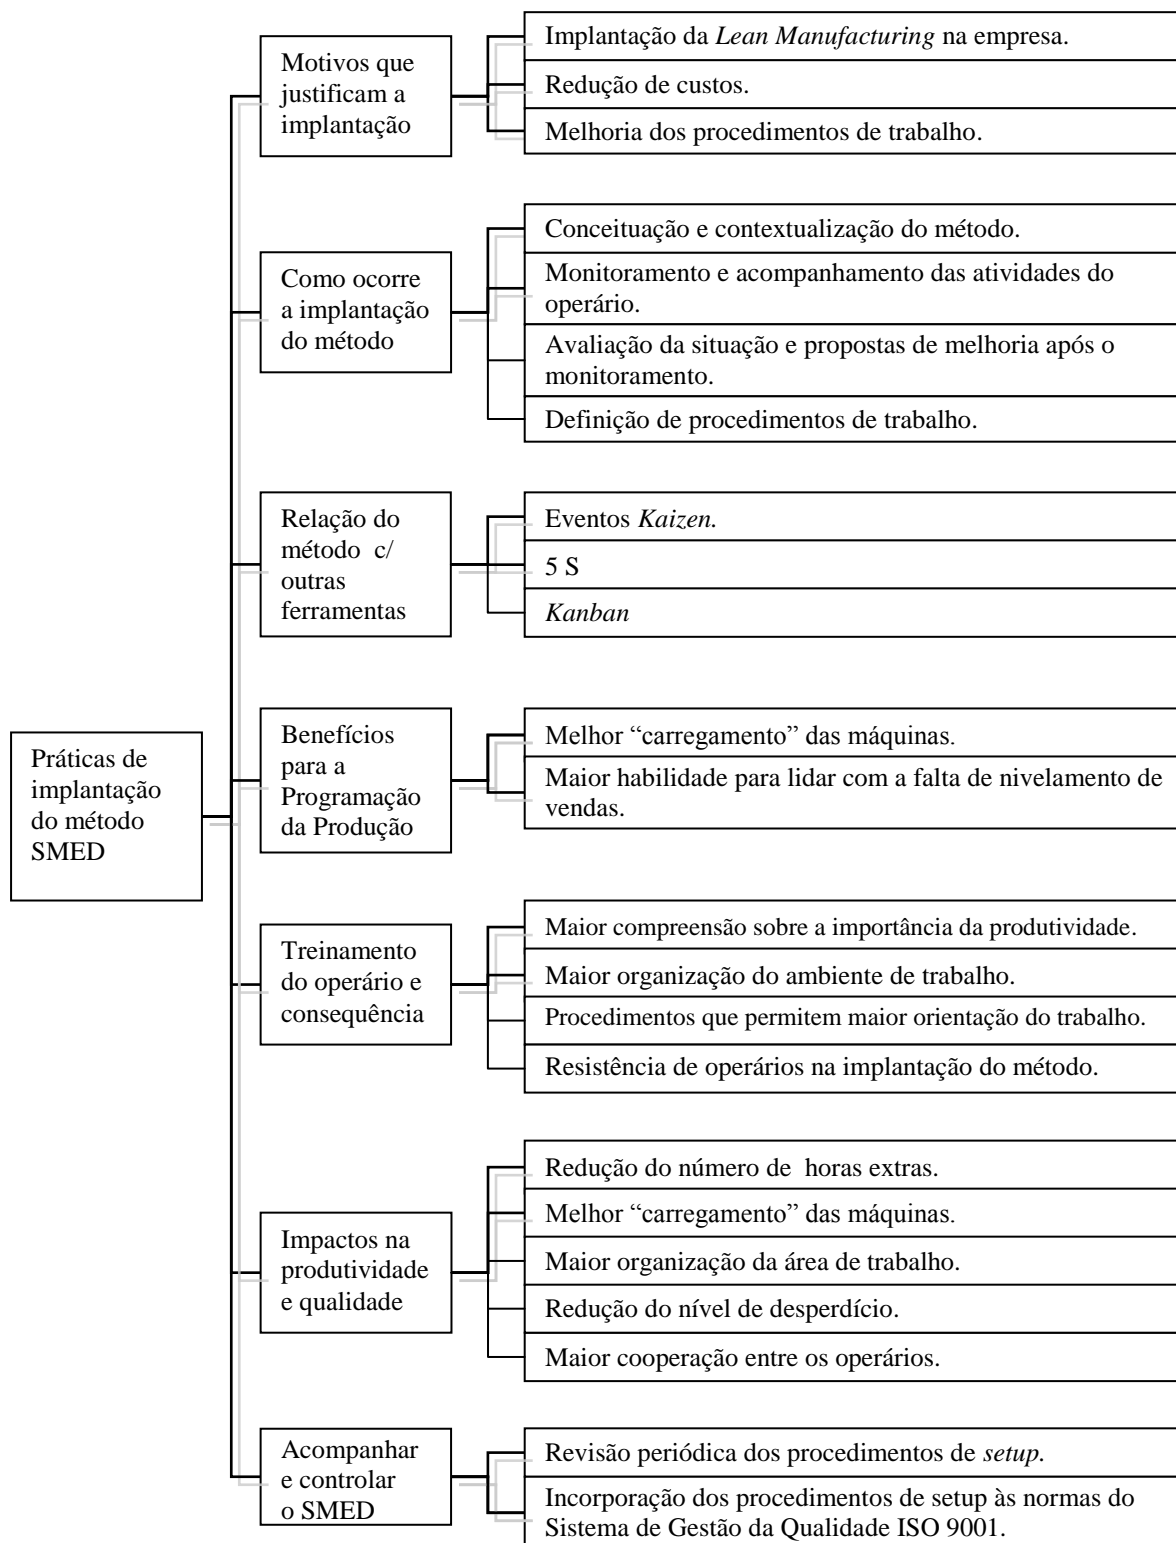 Práticas de
implantação
do método
SMED
Motivos que
justificam a
implantação
Implantação da Lean Manufacturing na empresa.
Redução de custos.
Melhoria dos procedimentos de trabalho.
Como ocorre
a implantação
do método
Conceituação e contextualização do método.
Monitoramento e acompanhamento das atividades do
operário.
Avaliação da situação e propostas de melhoria após o
monitoramento.
Definição de procedimentos de trabalho.
Relação do
método c/
outras
ferramentas
Eventos Kaizen.
5 S
Kanban
Benefícios
para a
Programação
da Produção
Melhor “carregamento” das máquinas.
Maior habilidade para lidar com a falta de nivelamento de
vendas.
Treinamento
do operário e
consequência
Maior compreensão sobre a importância da produtividade.
Maior organização do ambiente de trabalho.
Procedimentos que permitem maior orientação do trabalho.
Resistência de operários na implantação do método.
Impactos na
produtividade
e qualidade
Redução do número de horas extras.
Melhor “carregamento” das máquinas.
Maior organização da área de trabalho.
Redução do nível de desperdício.
Maior cooperação entre os operários.
Acompanhar
e controlar
o SMED
Revisão periódica dos procedimentos de setup.
Incorporação dos procedimentos de setup às normas do
Sistema de Gestão da Qualidade ISO 9001.